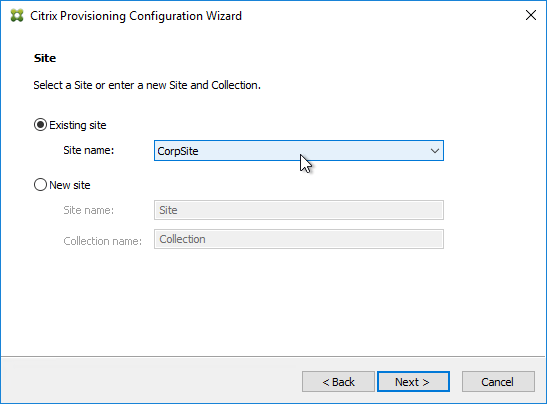 Citrix Provisioning Configuration Wizard
Site
Select a Site or enter a new Site and Collection.
Existing site
Site name: CorpSite
New site
Site name: Site
Collection name: Collection
< Back Next > Cancel